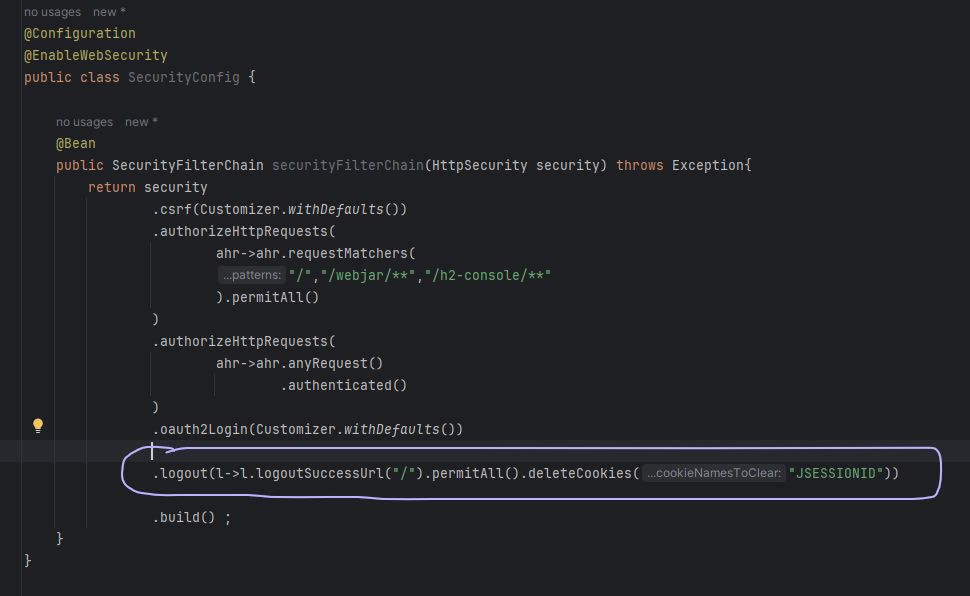 no usages new *
@Configuration
@EnableWebSecurity
public class SecurityConfig {
no usages new *
@Bean
public SecurityFilterChain securityFilterChain(HttpSecurity security) throws Exception{
return security
.csrf(Customizer.withDefaults())
.authorizeHttpRequests(
ahr->ahr.requestMatchers(
...patterns: "/","/webjar/**","/h2-console/**"
).permitAll()
)
.authorizeHttpRequests(
ahr->ahr.anyRequest()
.authenticated()
)
.oauth2Login(Customizer.withDefaults())
.logout(l->l.logoutSuccessUrl("/").permitAll().deleteCookies( ...cookieNamesToClear: "JSESSIONID"))
.build() ;
}
}